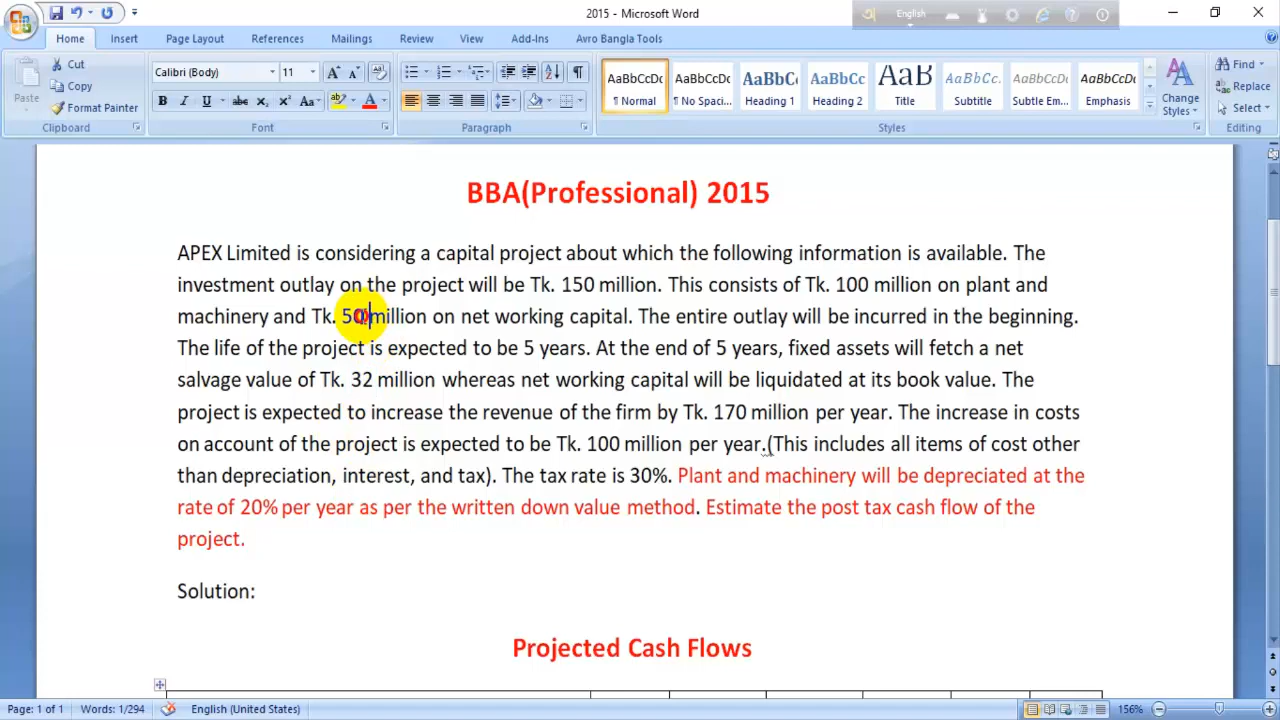 2015 - Microsoft Word
English
Home Insert Page Layout References Mailings Review View Add-Ins Avro Bangla Tools
Paste Cut Copy Format Painter Clipboard
Calibri (Body) 11 Font
Paragraph
AaBbCcDc AaBbCcDc AaBbCc AaBbCc AaB AaBbCc. AaBbCcDc AaBbCcDc
¶ Normal ¶ No Spaci... Heading 1 Heading 2 Title Subtitle Subtle Em... Emphasis
Change Styles
Styles
Find Replace Select Editing
BBA(Professional) 2015
APEX Limited is considering a capital project about which the following information is available. The
investment outlay on the project will be Tk. 150 million. This consists of Tk. 100 million on plant and
machinery and Tk. 50 million on net working capital. The entire outlay will be incurred in the beginning.
The life of the project is expected to be 5 years. At the end of 5 years, fixed assets will fetch a net
salvage value of Tk. 32 million whereas net working capital will be liquidated at its book value. The
project is expected to increase the revenue of the firm by Tk. 170 million per year. The increase in costs
on account of the project is expected to be Tk. 100 million per year.(This includes all items of cost other
than depreciation, interest, and tax). The tax rate is 30%. Plant and machinery will be depreciated at the
rate of 20% per year as per the written down value method. Estimate the post tax cash flow of the
project.
Solution:
Projected Cash Flows
Page: 1 of 1 Words: 1/294 English (United States) 156%